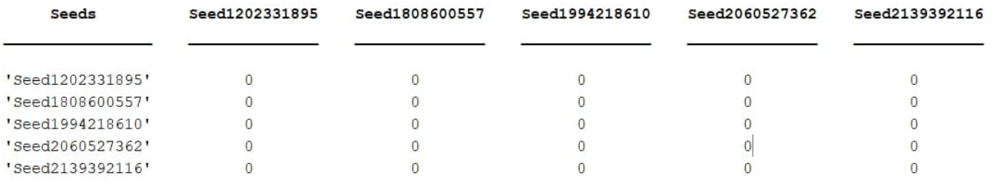 Seeds Seed1202331895 Seed1808600557 Seed1994218610 Seed2060527362 Seed2139392116
'Seed1202331895' 0 0 0 0 0
'Seed1808600557' 0 0 0 0 0
'Seed1994218610' 0 0 0 0 0
'Seed2060527362' 0 0 0 0 0
'Seed2139392116' 0 0 0 0 0